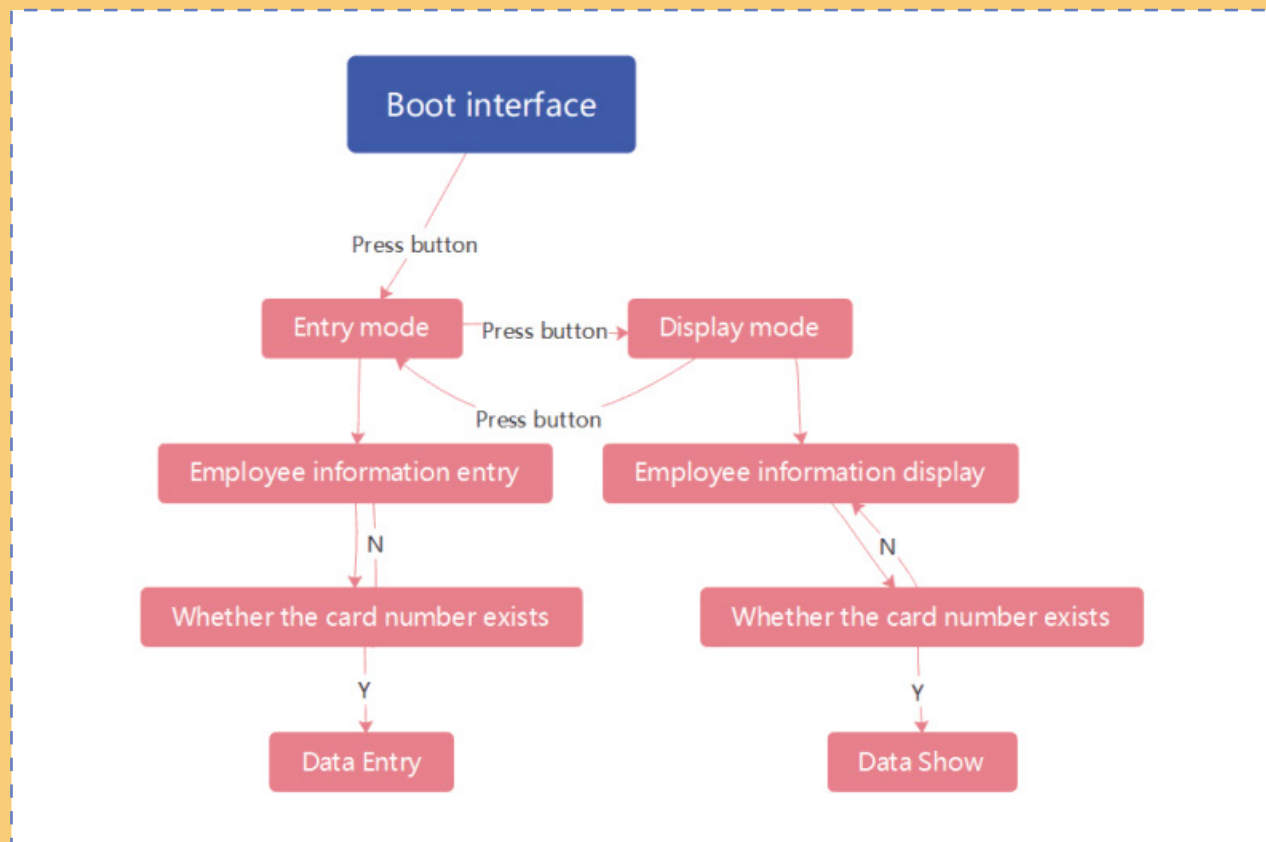 Boot interface
Press button
Entry mode
Press button
Display mode
Press button
Employee information entry
Employee information display
N
N
Whether the card number exists
Whether the card number exists
Y
Y
Data Entry
Data Show